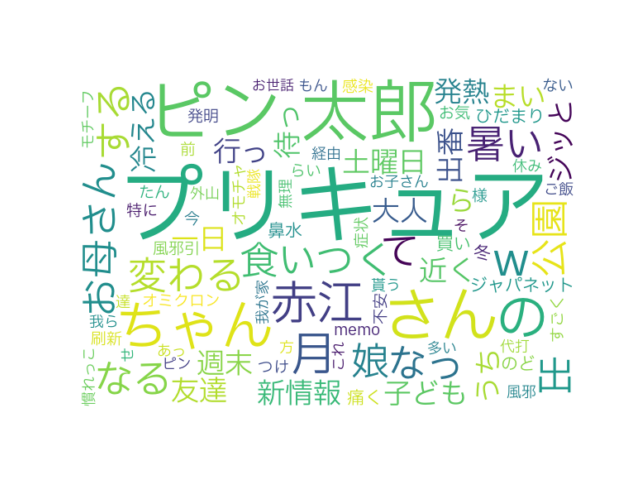 お世話
もん
感染
ない
モチーフ
する
冷える
ピン
太郎
発熱
まい
ジッと
発明
待っ
お気
ひだまり
出番
暑い
前
行っ
経由
土曜日
休み
らい
お母さん
たん
外山
オモチャ
戦隊
無理
お子さん
ご飯
プリキュア
特に
今
一日
大人
ら
様
そ
鼻水
症状
風邪引
買い
冬
公園
変わる
食いつく
て
近く
w
すごく
ジャパネット
達
オミクロン
我が家
赤江
貰う
不安
さん
の
我ら
ちゃん
月
memo
刷新
あっ
方
これ
娘
なっ
多い
代打
のど
出
慣れっこ
なる
せ
ピン
週末
つけ
うち
友達
新情報
痛く
子ども
風邪